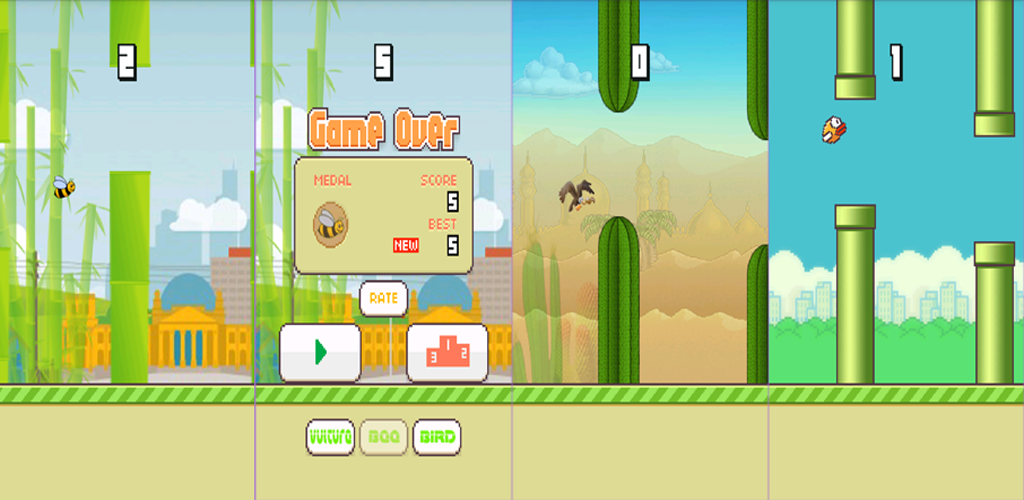 2
5
Game Over
MEDAL SCORE
5
BEST
NEW 5
RATE
1
3 2
VULTURE BEE BIRD
0
1